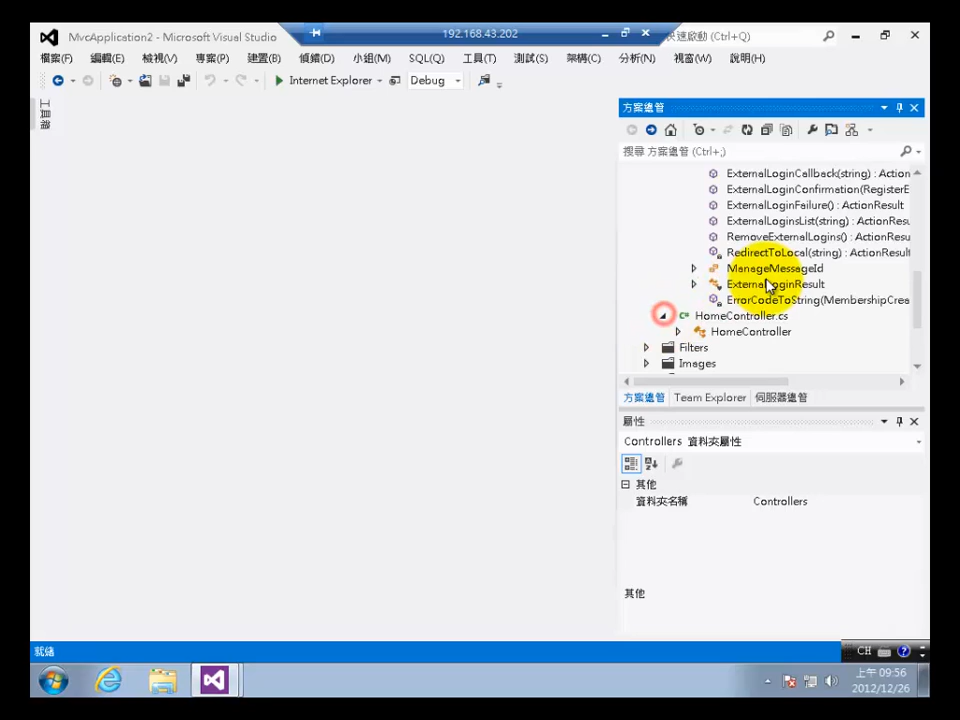 MvcApplication2 - Microsoft Visual Studio
192.168.43.202
快速啟動 (Ctrl+Q)
檔案(F) 編輯(E) 檢視(V) 專案(P) 建置(B) 偵錯(D) 小組(M) SQL(Q) 工具(T) 測試(S) 架構(C) 分析(N) 視窗(W) 說明(H)
Internet Explorer Debug
工具箱
方案總管
搜尋 方案總管 (Ctrl+;)
ExternalLoginCallback(string) : Action
ExternalLoginConfirmation(RegisterE
ExternalLoginFailure() : ActionResult
ExternalLoginsList(string) : ActionResu
RemoveExternalLogins() : ActionResu
RedirectToLocal(string) : ActionResult
ManageMessageId
ExternalLoginResult
ErrorCodeToString(MembershipCrea
HomeController.cs
HomeController
Filters
Images
方案總管 Team Explorer 伺服器總管
屬性
Controllers 資料夾屬性
其他
資料夾名稱 Controllers
其他
就緒
CH
上午 09:56
2012/12/26